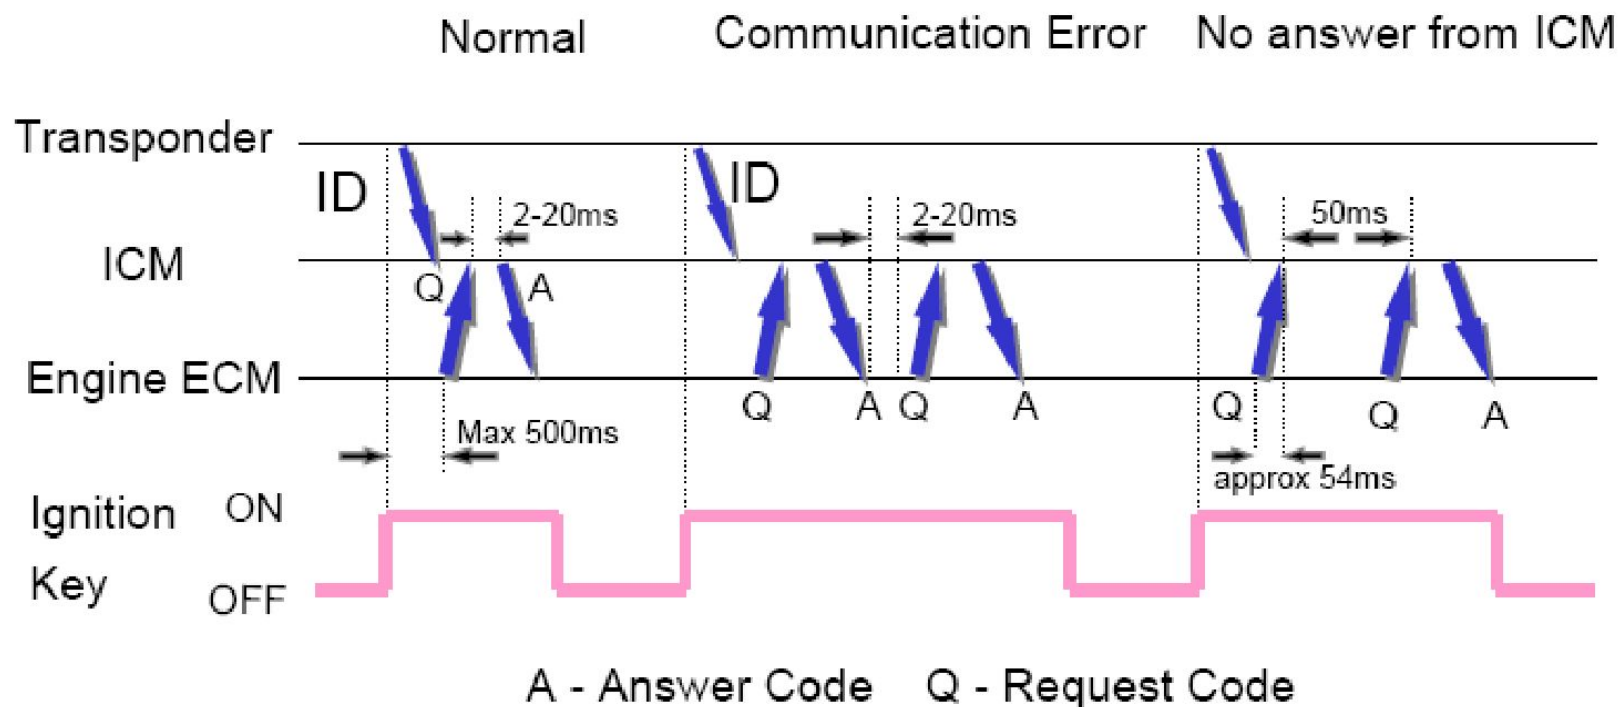 Normal
Communication Error
No answer from ICM
Transponder
ID
2-20ms
ID
2-20ms
50ms
ICM
Q
A
Engine ECM
Q
A
Q
A
Q
Q
A
Max 500ms
approx 54ms
Ignition
Key
ON
OFF
A - Answer Code
Q - Request Code